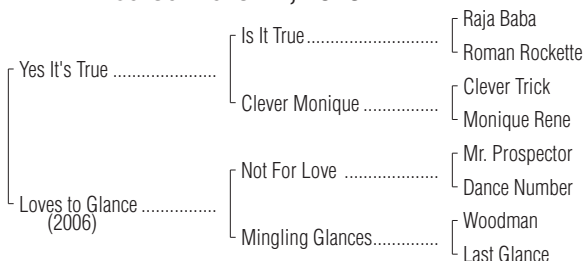 Raja Baba
Is It True
Roman Rockette
Yes It's True
Clever Trick
Clever Monique
Monique Rene
Mr. Prospector
Not For Love
Dance Number
Loves to Glance
(2006)
Woodman
Mingling Glances
Last Glance